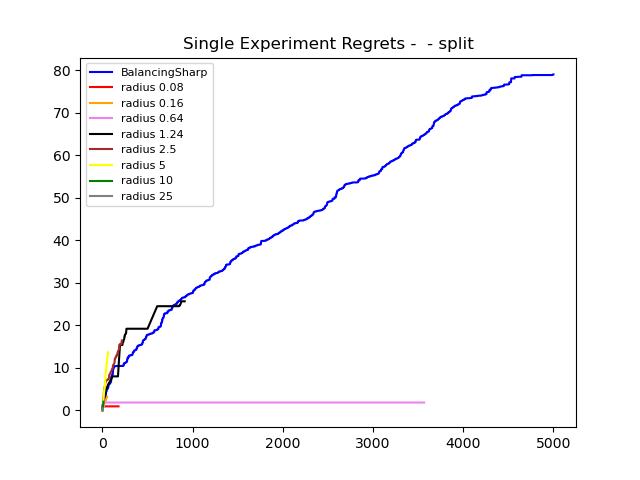 Single Experiment Regrets -  - split
80
70
60
50
40
30
20
10
0
BalancingSharp
radius 0.08
radius 0.16
radius 0.64
radius 1.24
radius 2.5
radius 5
radius 10
radius 25
0 1000 2000 3000 4000 5000